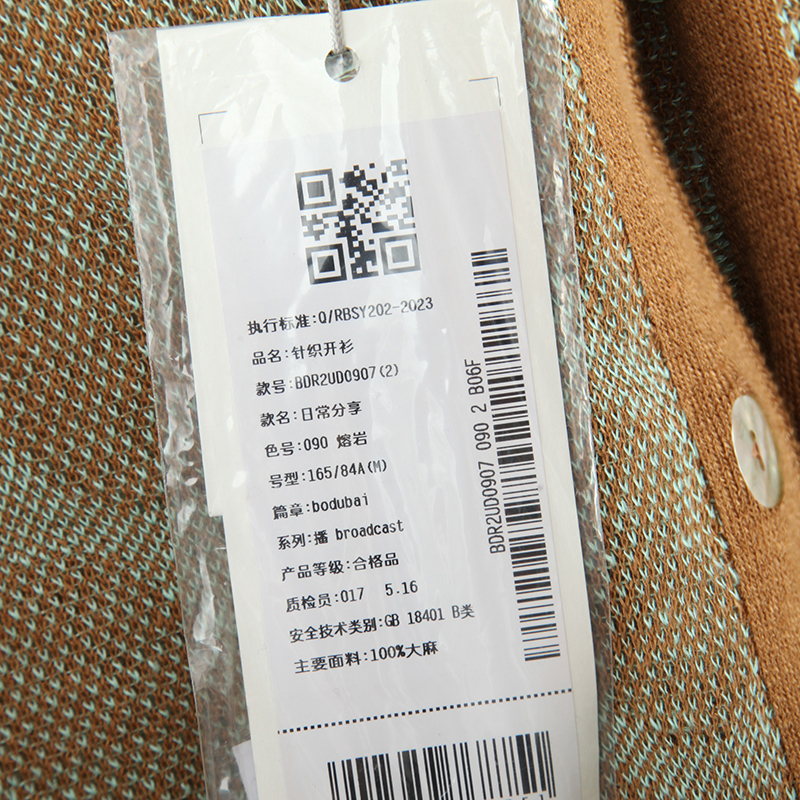 执行标准:Q/RBSY202-2023
品名:针织开衫
款号:BDR2UD0907(2)
款名:日常分享
色号:090 熔岩
号型:165/84A(M)
篇章:bodubai
系列:播 broadcast
产品等级:合格品
质检员:017 5.16
安全技术类别:GB 18401 B类
主要面料:100%大麻
BDR2UD0907 090 2 B06F